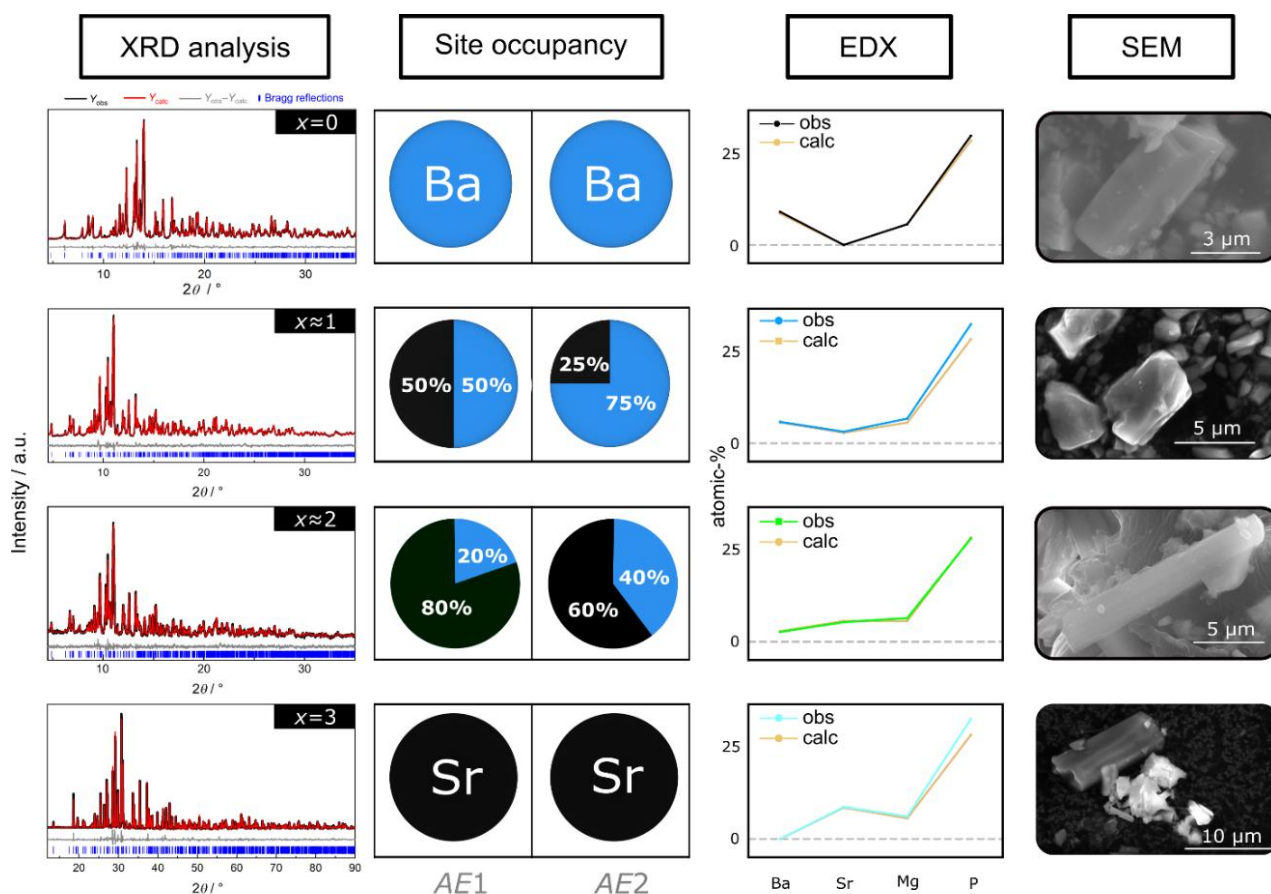 XRD analysis
Site occupancy
EDX
SEM
Yobs Ycalc Yobs−Ycalc Bragg reflections
x=0
10 20 30
2θ / °
Ba
Ba
obs
calc
25
0
3 µm
x≈1
10 20 30
2θ / °
50% 50%
25%
75%
obs
calc
25
0
5 µm
x≈2
10 20 30
2θ / °
20%
80%
40%
60%
obs
calc
25
0
5 µm
x=3
20 30 40 50 60 70 80 90
2θ / °
Sr
Sr
obs
calc
25
0
10 µm
Intensity / a.u.
atomic-%
AE1
AE2
Ba Sr Mg P